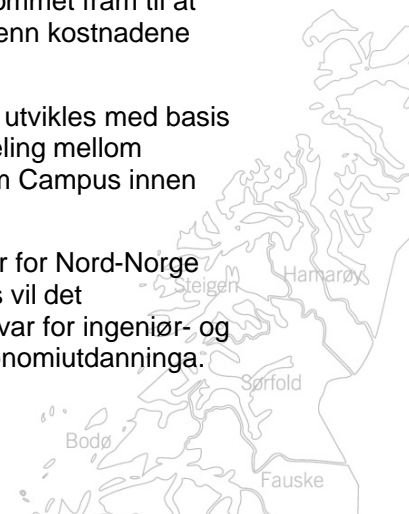 ommet fram til at
enn kostnadene
utvikles med basis
eling mellom
m Campus innen
r for Nord-Norge
s vil det
var for ingeniør- og
onomiutdanninga.
Steigen
Hamarøy
Sørfold
Bodø
Fauske